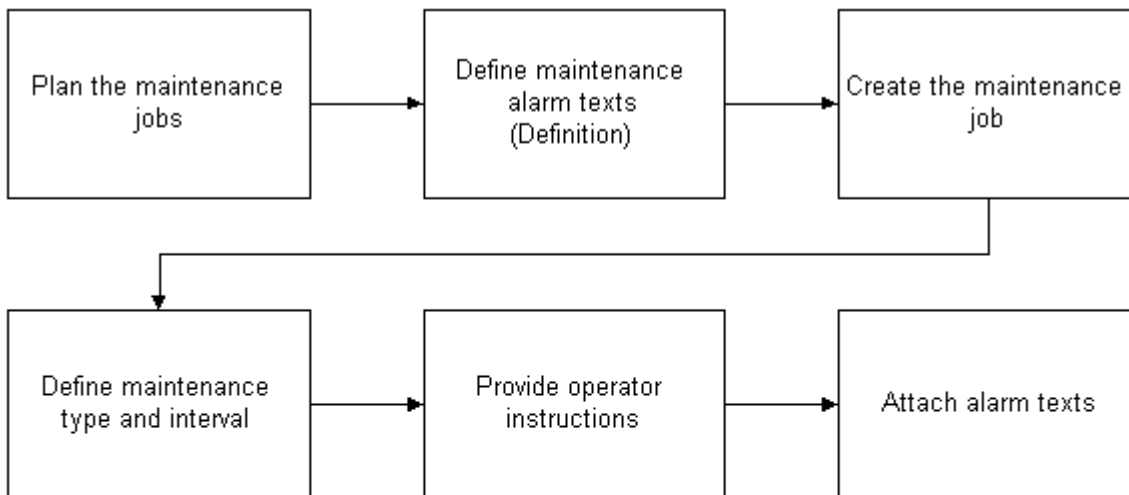 Plan the maintenance
jobs
Define maintenance
alarm texts
(Definition)
Create the maintenance
job
Define maintenance
type and interval
Provide operator
instructions
Attach alarm texts